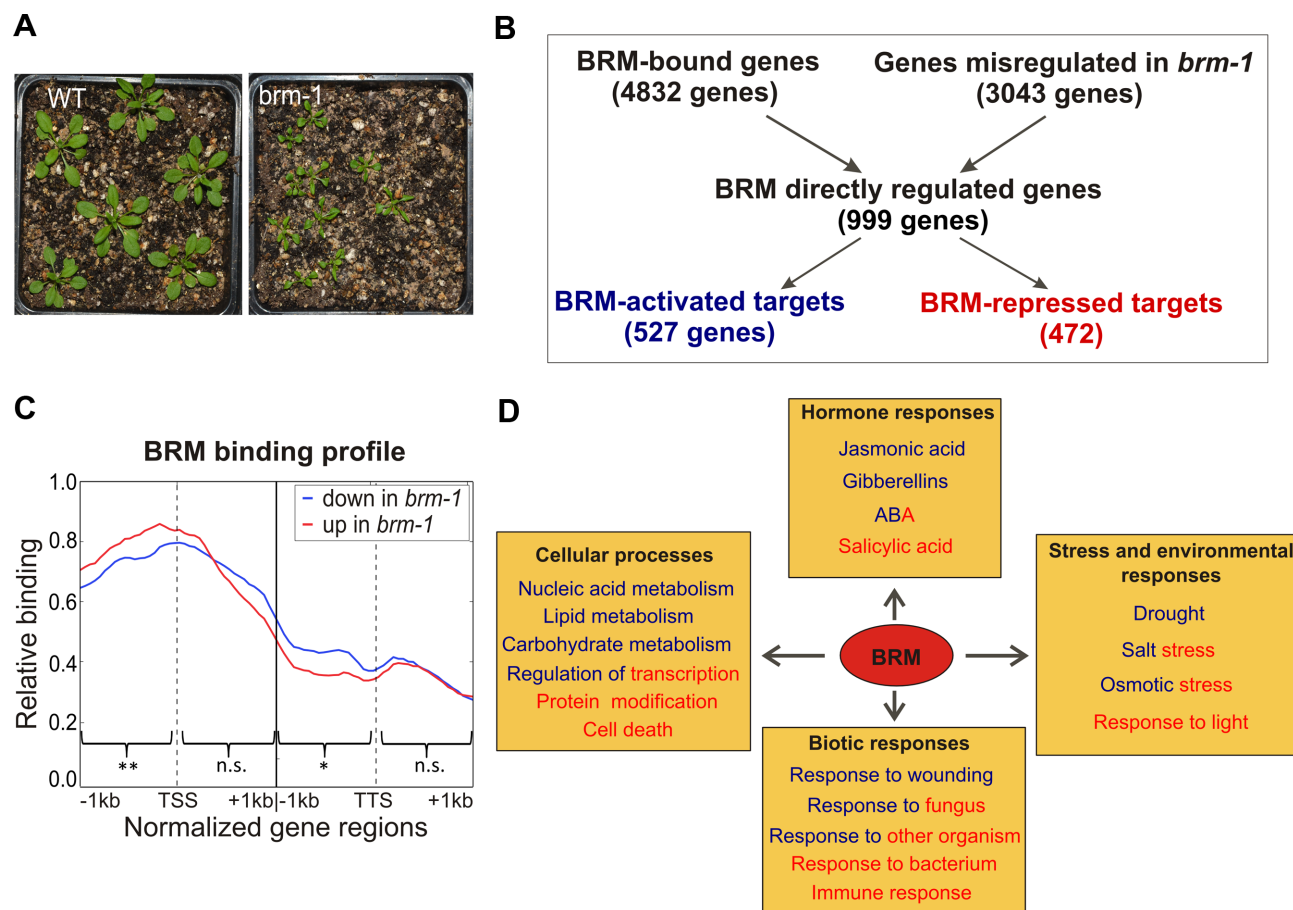 A
WT
brm-1
B
BRM-bound genes
(4832 genes)
Genes misregulated in brm-1
(3043 genes)
BRM directly regulated genes
(999 genes)
BRM-activated targets
(527 genes)
BRM-repressed targets
(472)
C
BRM binding profile
Relative binding
1.0
0.8
0.6
0.4
0.2
0.0
down in brm-1
up in brm-1
**
n.s.
*
n.s.
-1kb
TSS
+1kb
-1kb
TTS
+1kb
Normalized gene regions
D
Hormone responses
Jasmonic acid
Gibberellins
ABA
Salicylic acid
Cellular processes
Nucleic acid metabolism
Lipid metabolism
Carbohydrate metabolism
Regulation of transcription
Protein modification
Cell death
BRM
Stress and environmental
responses
Drought
Salt stress
Osmotic stress
Response to light
Biotic responses
Response to wounding
Response to fungus
Response to other organism
Response to bacterium
Immune response